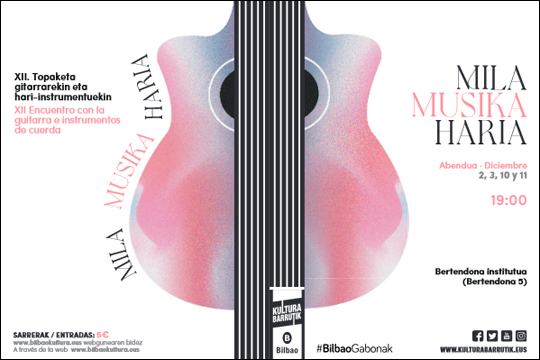 XII. Topaketa
gitarrarekin eta
hari-instrumentuekin
XII Encuentro con la
guitarra e instrumentos
de cuerda
MILA MUSIKA HARIA
MILA
MUSIKA
HARIA
Abendua - Diciembre
2, 3, 10 y 11
19:00
Bertendona institutua
(Bertendona 5)
KULTURA
BARRUTIK
B
Bilbao
#BilbaoGabonak
SARRERAK / ENTRADAS: 5€
www.bilbaokultura.eus webgunearen bidez
A través de la web www.bilbaokultura.eus
WWW.KULTURABARRUTIK.EUS